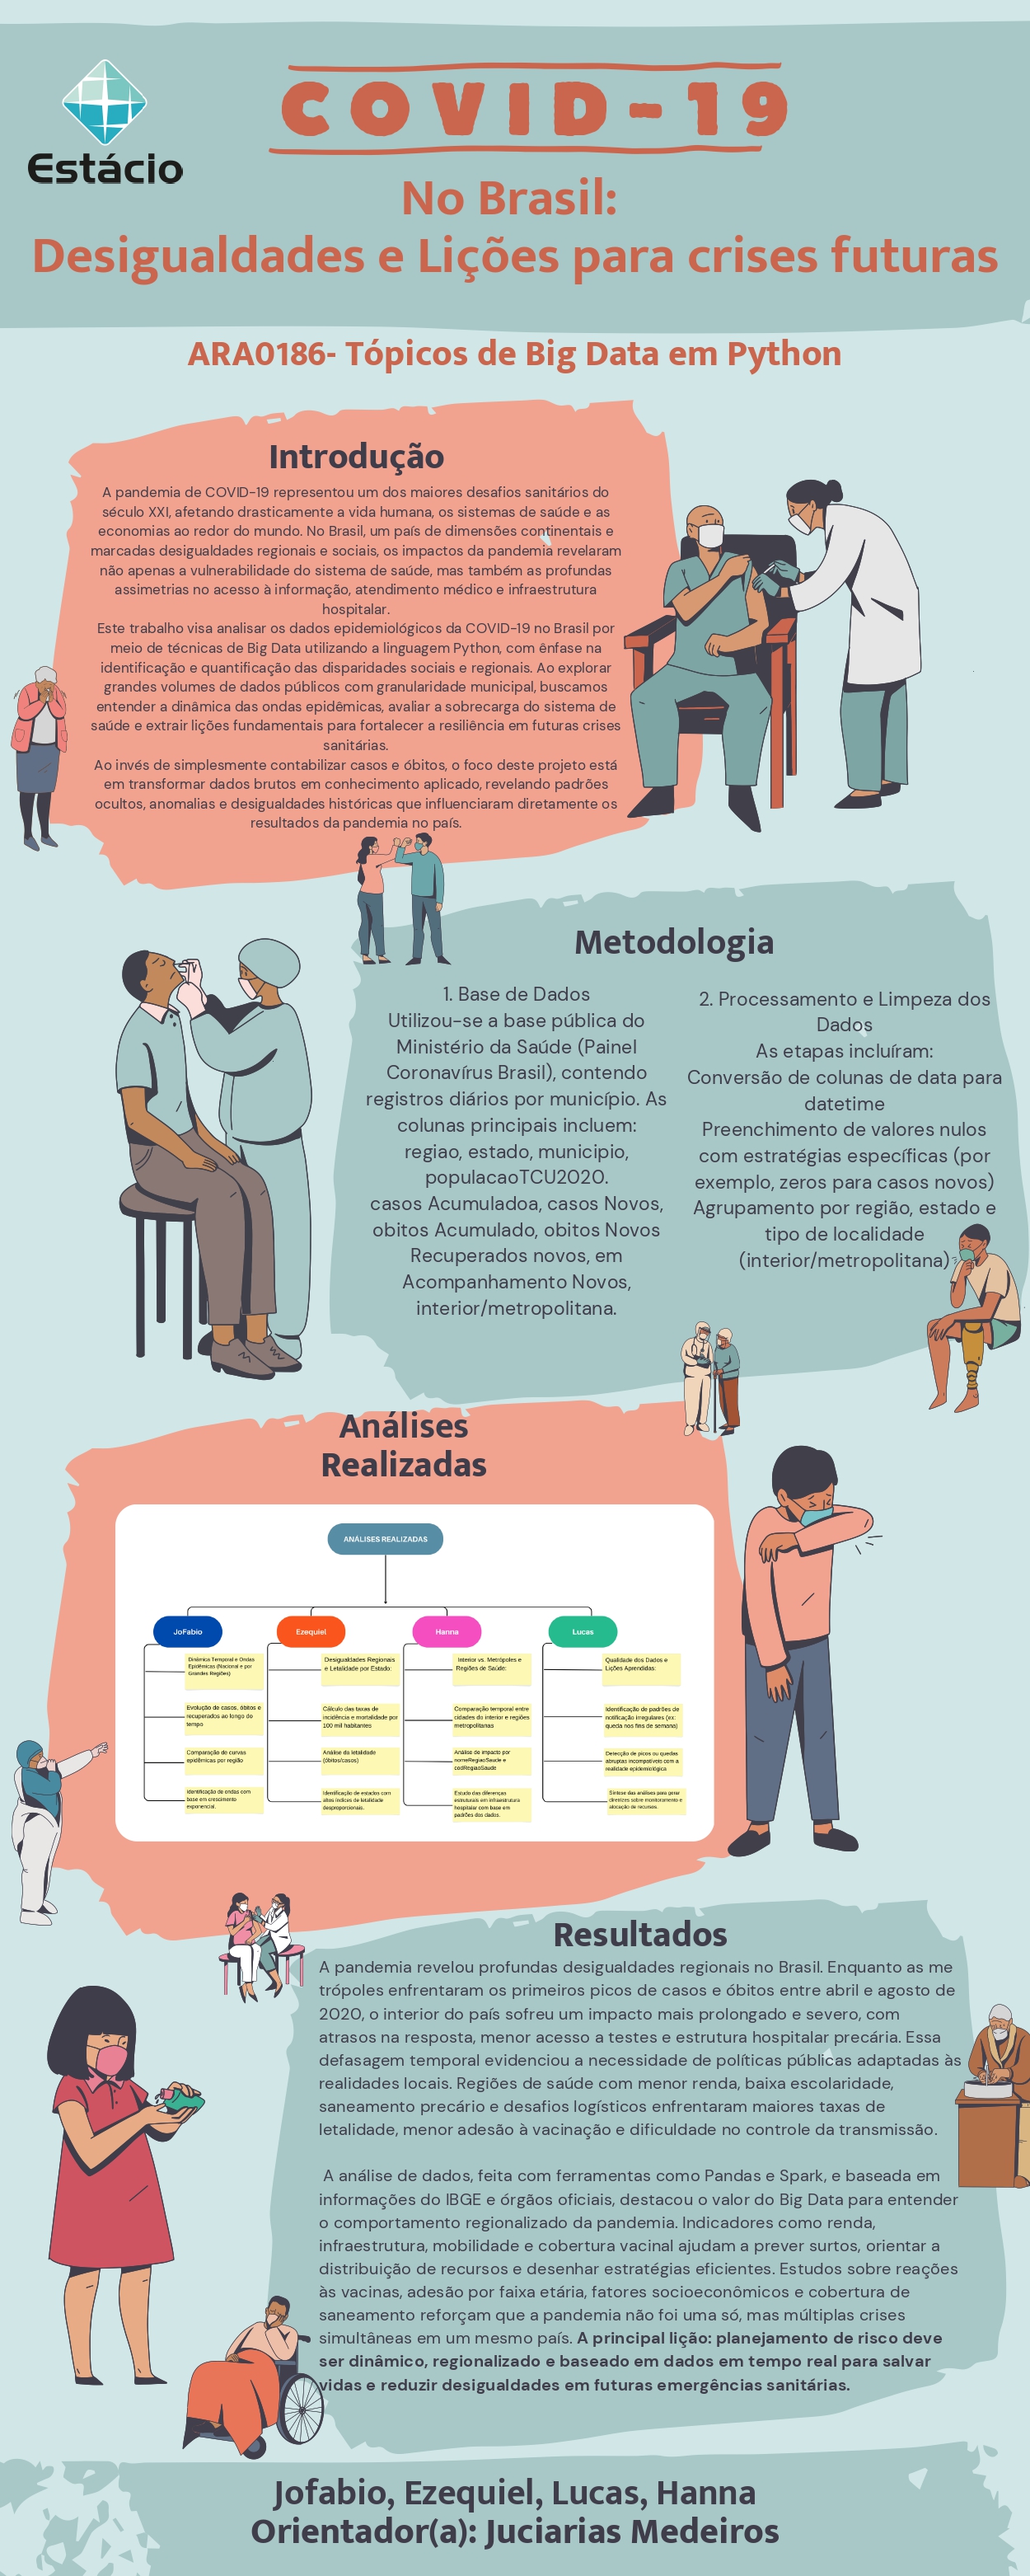 Estácio
COVID-19
No Brasil:
Desigualdades e Lições para crises futuras
ARA0186- Tópicos de Big Data em Python
Introdução
A pandemia de COVID-19 representou um dos maiores desafios sanitários do
século XXI, afetando drasticamente a vida humana, os sistemas de saúde e as
economias ao redor do mundo. No Brasil, um país de dimensões continentais e
marcadas desigualdades regionais e sociais, os impactos da pandemia revelaram
não apenas a vulnerabilidade do sistema de saúde, mas também as profundas
assimetrias no acesso à informação, atendimento médico e infraestrutura
hospitalar.
Este trabalho visa analisar os dados epidemiológicos da COVID-19 no Brasil por
meio de técnicas de Big Data utilizando a linguagem Python, com ênfase na
identificação e quantificação das disparidades sociais e regionais. Ao explorar
grandes volumes de dados públicos com granularidade municipal, buscamos
entender a dinâmica das ondas epidêmicas, avaliar a sobrecarga do sistema de
saúde e extrair lições fundamentais para fortalecer a resiliência em futuras crises
sanitárias.
Ao invés de simplesmente contabilizar casos e óbitos, o foco deste projeto está
em transformar dados brutos em conhecimento aplicado, revelando padrões
ocultos, anomalias e desigualdades históricas que influenciaram diretamente os
resultados da pandemia no país.
Metodologia
1. Base de Dados
Utilizou-se a base pública do
Ministério da Saúde (Painel
Coronavírus Brasil), contendo
registros diários por município. As
colunas principais incluem:
regiao, estado, municipio,
populacaoTCU2020.
casos Acumuladoa, casos Novos,
obitos Acumulado, obitos Novos
Recuperados novos, em
Acompanhamento Novos,
interior/metropolitana.
2. Processamento e Limpeza dos
Dados
As etapas incluíram:
Conversão de colunas de data para
datetime
Preenchimento de valores nulos
com estratégias específicas (por
exemplo, zeros para casos novos)
Agrupamento por região, estado e
tipo de localidade
(interior/metropolitana)
Análises
Realizadas
ANÁLISES REALIZADAS
JoFabio
Dinâmica Temporal e Ondas
Epidêmicas (Nacional e por
Grandes Regiões)
Evolução de casos, óbitos e
recuperados ao longo do
tempo
Comparação de curvas
epidêmicas por região
Identificação de ondas com
base em crescimento
exponencial.
Ezequiel
Desigualdades Regionais
e Letalidade por Estado:
Cálculo das taxas de
incidência e mortalidade por
100 mil habitantes
Análise da letalidade
(óbitos/casos)
Identificação de estados com
altos índices de letalidade
desproporcionais.
Hanna
Interior vs. Metrópoles e
Regiões de Saúde:
Comparação temporal entre
cidades do interior e regiões
metropolitanas
Análise de impacto por
nomeRegiaoSaude e
codRegiaoSaude
Estudo das diferenças
estruturais em infraestrutura
hospitalar com base em
padrões dos dados.
Lucas
Qualidade dos Dados e
Lições Aprendidas:
Identificação de padrões de
notificação irregulares (ex:
queda nos fins de semana)
Detecção de picos ou quedas
abruptas incompatíveis com a
realidade epidemiológica
Síntese das análises para gerar
diretrizes sobre monitoramento e
alocação de recursos.
Resultados
A pandemia revelou profundas desigualdades regionais no Brasil. Enquanto as me
trópoles enfrentaram os primeiros picos de casos e óbitos entre abril e agosto de
2020, o interior do país sofreu um impacto mais prolongado e severo, com
atrasos na resposta, menor acesso a testes e estrutura hospitalar precária. Essa
defasagem temporal evidenciou a necessidade de políticas públicas adaptadas às
realidades locais. Regiões de saúde com menor renda, baixa escolaridade,
saneamento precário e desafios logísticos enfrentaram maiores taxas de
letalidade, menor adesão à vacinação e dificuldade no controle da transmissão.
A análise de dados, feita com ferramentas como Pandas e Spark, e baseada em
informações do IBGE e órgãos oficiais, destacou o valor do Big Data para entender
o comportamento regionalizado da pandemia. Indicadores como renda,
infraestrutura, mobilidade e cobertura vacinal ajudam a prever surtos, orientar a
distribuição de recursos e desenhar estratégias eficientes. Estudos sobre reações
às vacinas, adesão por faixa etária, fatores socioeconômicos e cobertura de
saneamento reforçam que a pandemia não foi uma só, mas múltiplas crises
simultâneas em um mesmo país. A principal lição: planejamento de risco deve
ser dinâmico, regionalizado e baseado em dados em tempo real para salvar
vidas e reduzir desigualdades em futuras emergências sanitárias.
Jofabio, Ezequiel, Lucas, Hanna
Orientador(a): Juciarias Medeiros